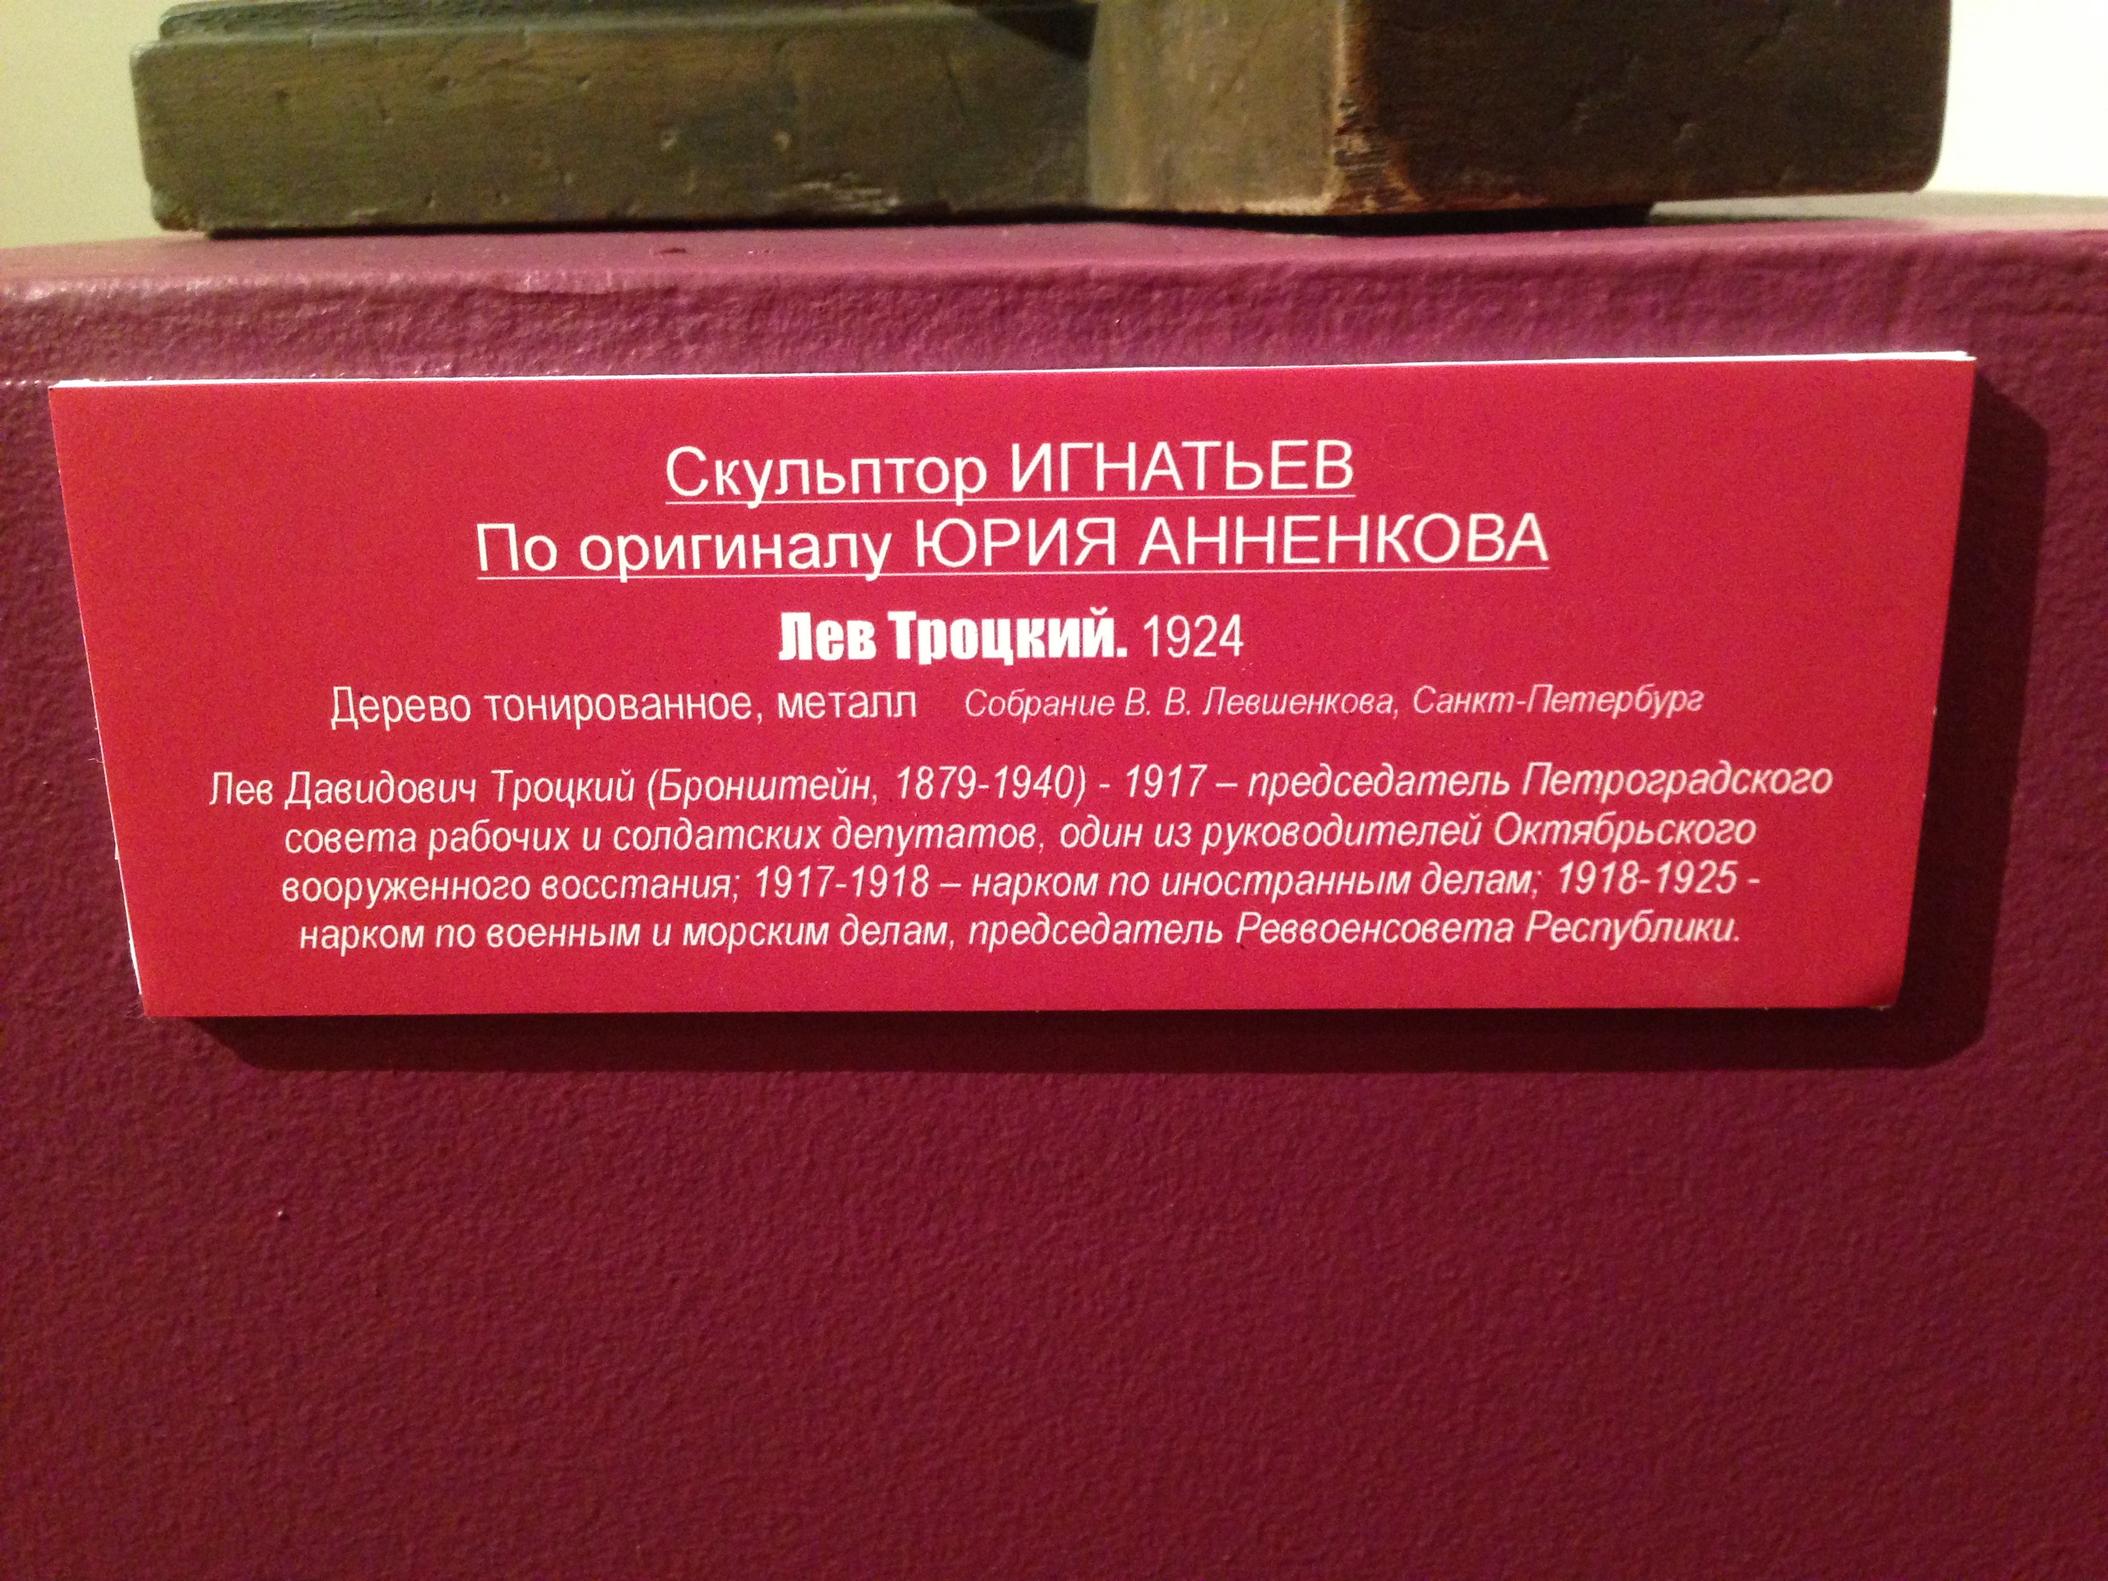 Скульптор ИГНАТЬЕВ
По оригиналу ЮРИЯ АННЕНКОВА
Лев Троцкий. 1924
Дерево тонированное, металл Собрание В. В. Левшенкова, Санкт-Петербург
Лев Давидович Троцкий (Бронштейн, 1879-1940) - 1917 – председатель Петроградского
совета рабочих и солдатских депутатов, один из руководителей Октябрьского
вооруженного восстания; 1917-1918 – нарком по иностранным делам; 1918-1925 -
нарком по военным и морским делам, председатель Реввоенсовета Республики.